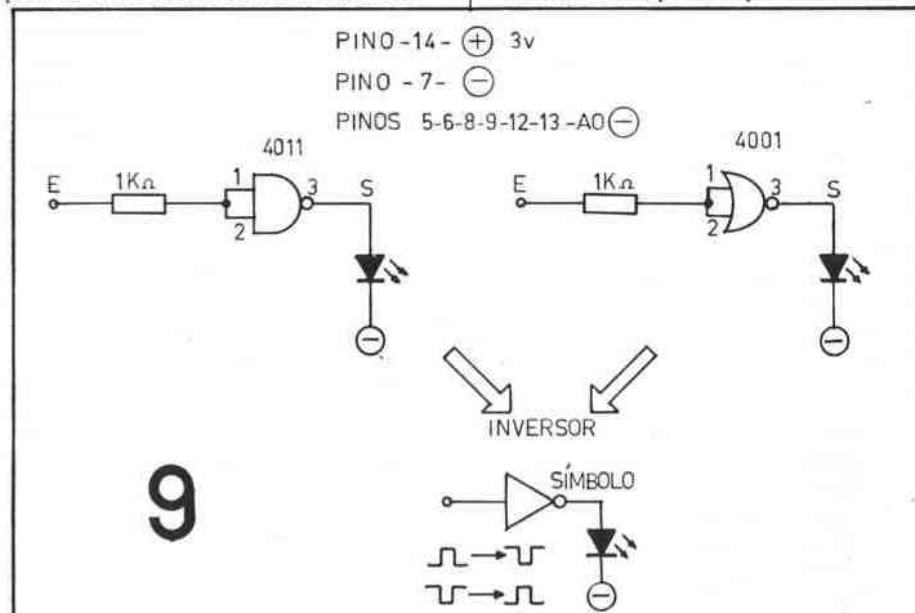 PINO -14- + 3v
PINO -7- −
PINOS 5-6-8-9-12-13-AO −
4011
E 1KΩ 1 2 3 S
−
4001
E 1KΩ 1 2 3 S
−
INVERSOR
SÍMBOLO
−
9